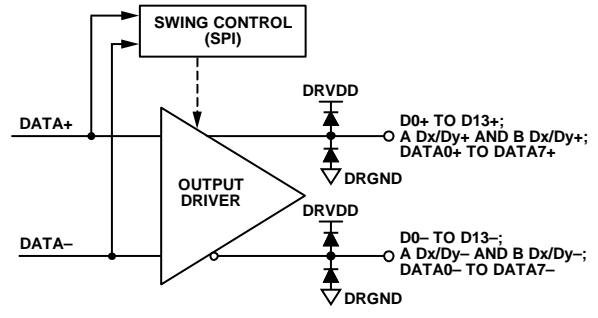 SWING CONTROL
(SPI)
DRVDD
DATA+
D0+ TO D13+;
A Dx/Dy+ AND B Dx/Dy+;
DATA0+ TO DATA7+
DRGND
OUTPUT
DRIVER
DRVDD
DATA–
D0– TO D13–;
A Dx/Dy– AND B Dx/Dy–;
DATA0– TO DATA7–
DRGND